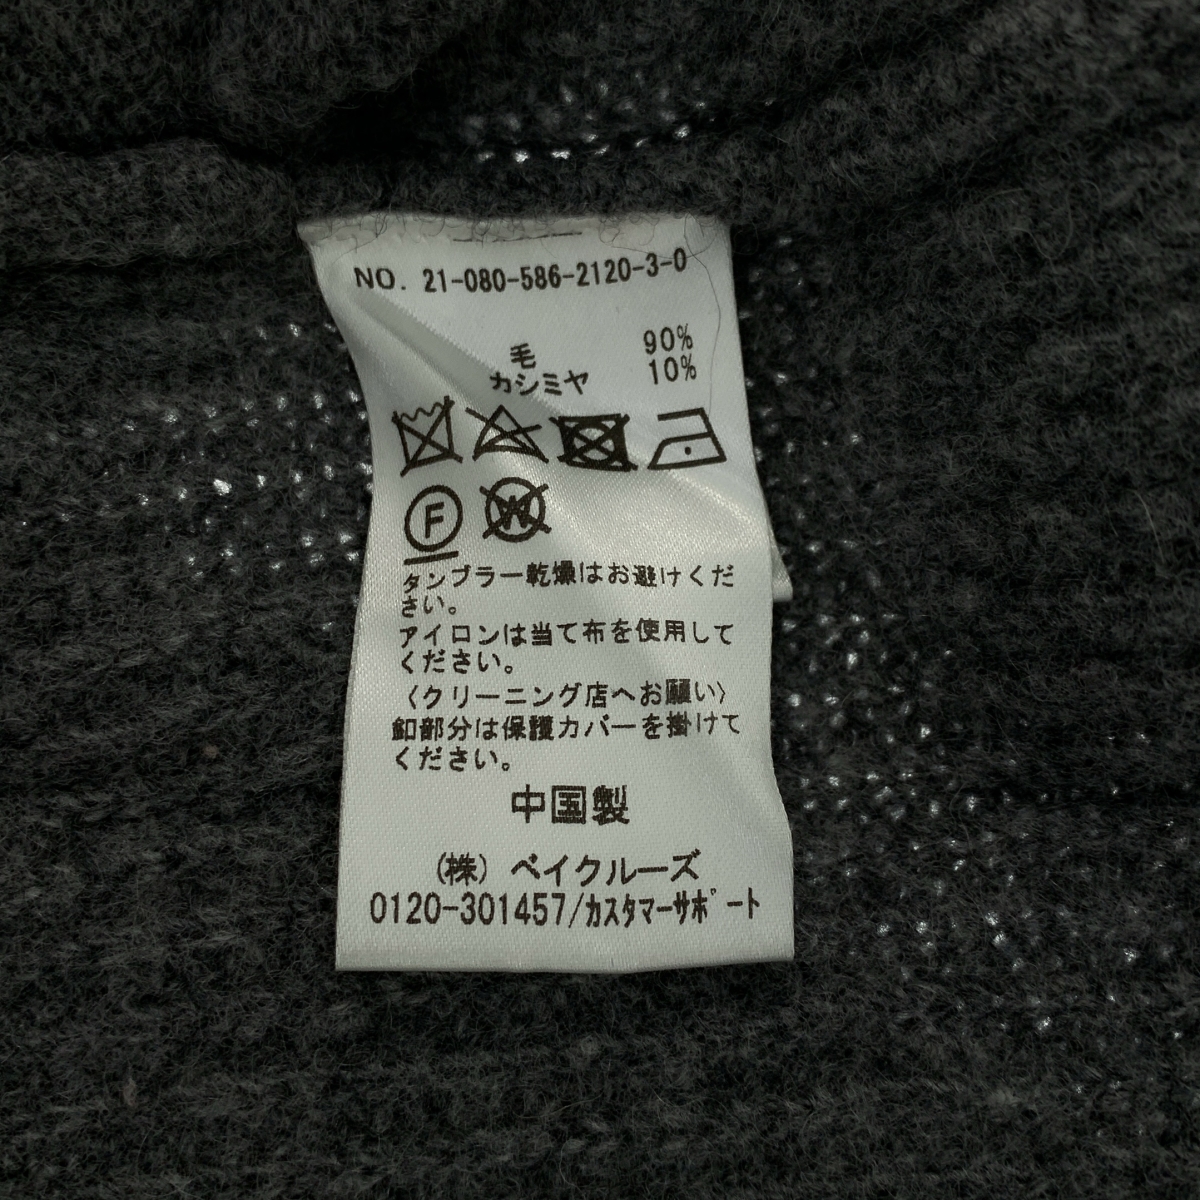 NO. 21-080-586-2120-3-0
毛 90%
カシミヤ 10%
F W
タンブラー乾燥はお避けくだ
さい。
アイロンは当て布を使用して
ください。
〈クリーニング店へお願い〉
釦部分は保護カバーを掛けて
ください。
中国製
(株) ベイクルーズ
0120-301457/カスタマーサポート